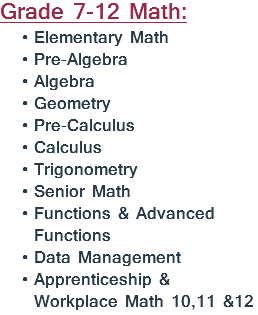 Grade 7-12 Math:
• Elementary Math
• Pre-Algebra
• Algebra
• Geometry
• Pre-Calculus
• Calculus
• Trigonometry
• Senior Math
• Functions & Advanced
Functions
• Data Management
• Apprenticeship &
Workplace Math 10,11 &12